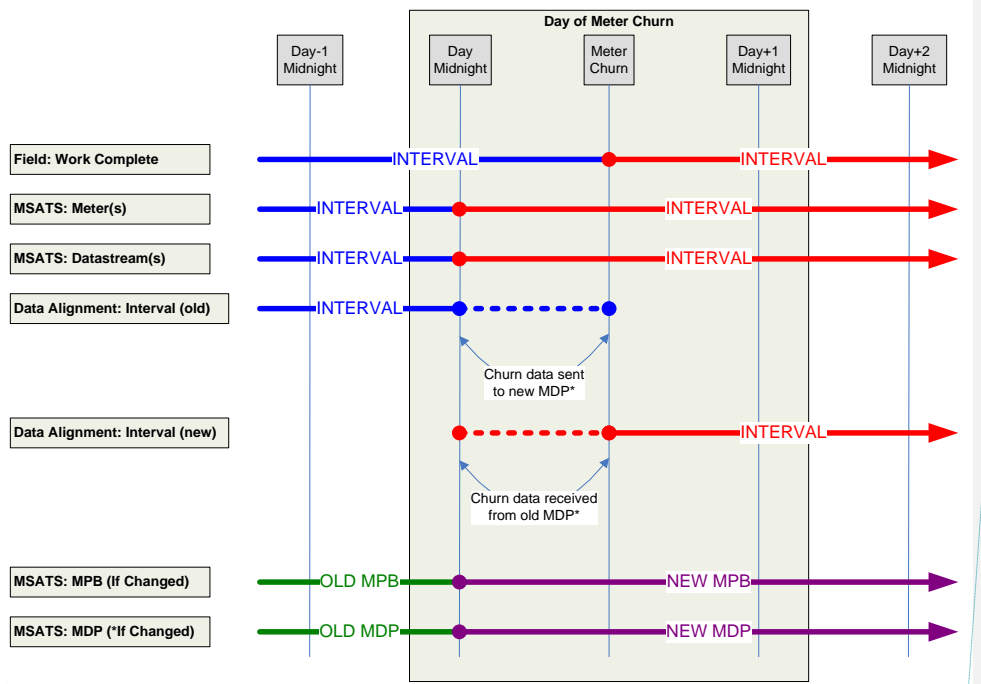 Day of Meter Churn
Day-1
Midnight
Day
Midnight
Meter
Churn
Day+1
Midnight
Day+2
Midnight
Field: Work Complete
INTERVAL
INTERVAL
MSATS: Meter(s)
INTERVAL
INTERVAL
MSATS: Datastream(s)
INTERVAL
INTERVAL
Data Alignment: Interval (old)
INTERVAL
Churn data sent
to new MDP*
Data Alignment: Interval (new)
INTERVAL
Churn data received
from old MDP*
MSATS: MPB (If Changed)
OLD MPB
NEW MPB
MSATS: MDP (*If Changed)
OLD MDP
NEW MDP